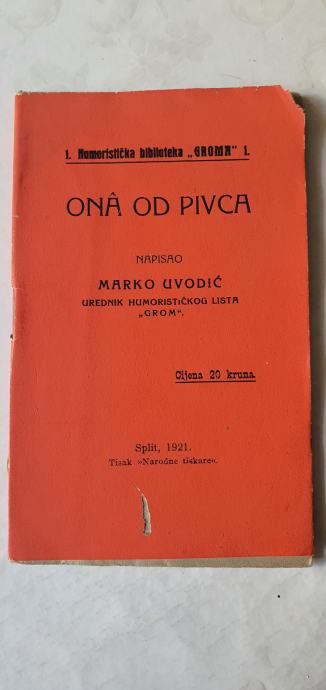 1. Humoristička biblioteka „GROMA" 1.
ONÂ OD PIVCA
NAPISAO
MARKO UVODIĆ
UREDNIK HUMORISTIČKOG LISTA
„GROM".
Cijena 20 kruna
Split, 1921.
Tisak »Narodne tiskare«.